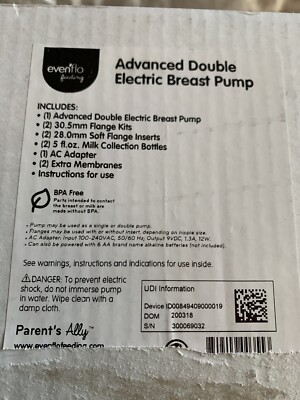 evenflo
feeding
Advanced Double
Electric Breast Pump
INCLUDES:
• (1) Advanced Double Electric Breast Pump
• (2) 30.5mm Flange Kits
• (2) 28.0mm Soft Flange Inserts
• (2) 5 fl.oz. Milk Collection Bottles
• (1) AC Adapter
• (2) Extra Membranes
• Instructions for use
BPA Free
Parts intended to contact
the breast or milk are
made without BPA.
• Pump may be used as a single or double pump.
• Flanges may be used with or without insert, depending on nipple size.
• AC Adapter: Input 100-240VAC, 50/60 Hz; Output 9VDC, 1.3A, 12W.
• Can also be powered with 6 AA brand name alkaline batteries (not included).
See warnings, instructions and indications for use inside.
⚠DANGER: To prevent electric
shock, do not immerse pump
in water. Wipe clean with a
damp cloth.
UDI Information
Device ID00849409000019
DOM 200318
S/N 300069032
Parent's Ally™
www.evenflofeeding.com